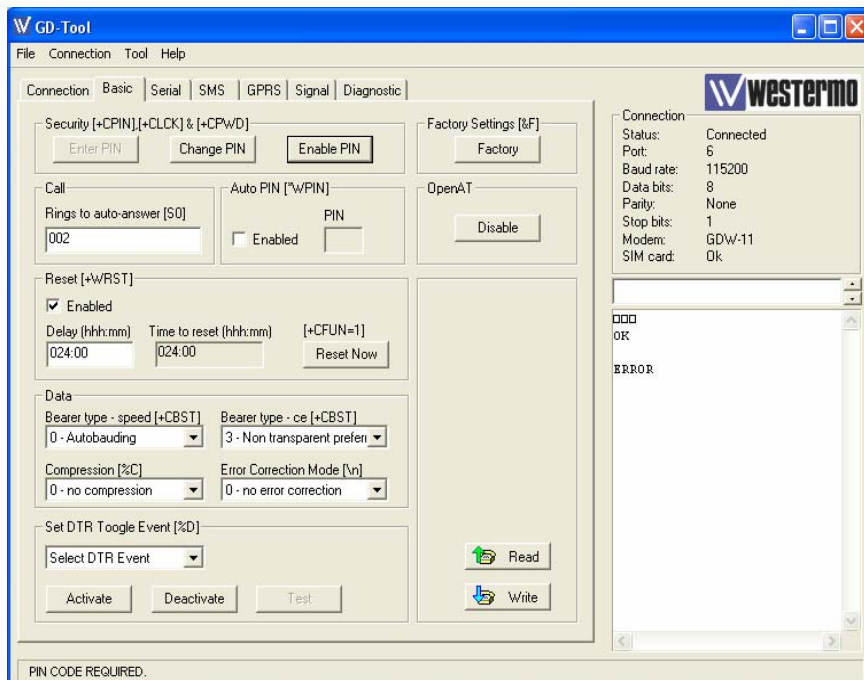 GD-Tool
File Connection Tool Help
Connection Basic Serial SMS GPRS Signal Diagnostic
westermo
Security [+CPIN],[+CLCK] & [+CPWD]
Enter PIN Change PIN Enable PIN
Factory Settings [&F]
Factory
Call
Rings to auto-answer [S0]
002
Auto PIN [*WPIN]
PIN
Enabled
OpenAT
Disable
Reset [+WRST]
Enabled
Delay (hhh:mm) Time to reset (hhh:mm) [+CFUN=1]
024:00 024:00 Reset Now
Data
Bearer type - speed [+CBST] Bearer type - ce [+CBST]
0 - Autobauding 3 - Non transparent preferr
Compression [%C] Error Correction Mode [\n]
0 - no compression 0 - no error correction
Set DTR Toogle Event [%D]
Select DTR Event
Activate Deactivate Test
Read
Write
Connection
Status: Connected
Port: 6
Baud rate: 115200
Data bits: 8
Parity: None
Stop bits: 1
Modem: GDW-11
SIM card: Ok
OK
ERROR
PIN CODE REQUIRED.